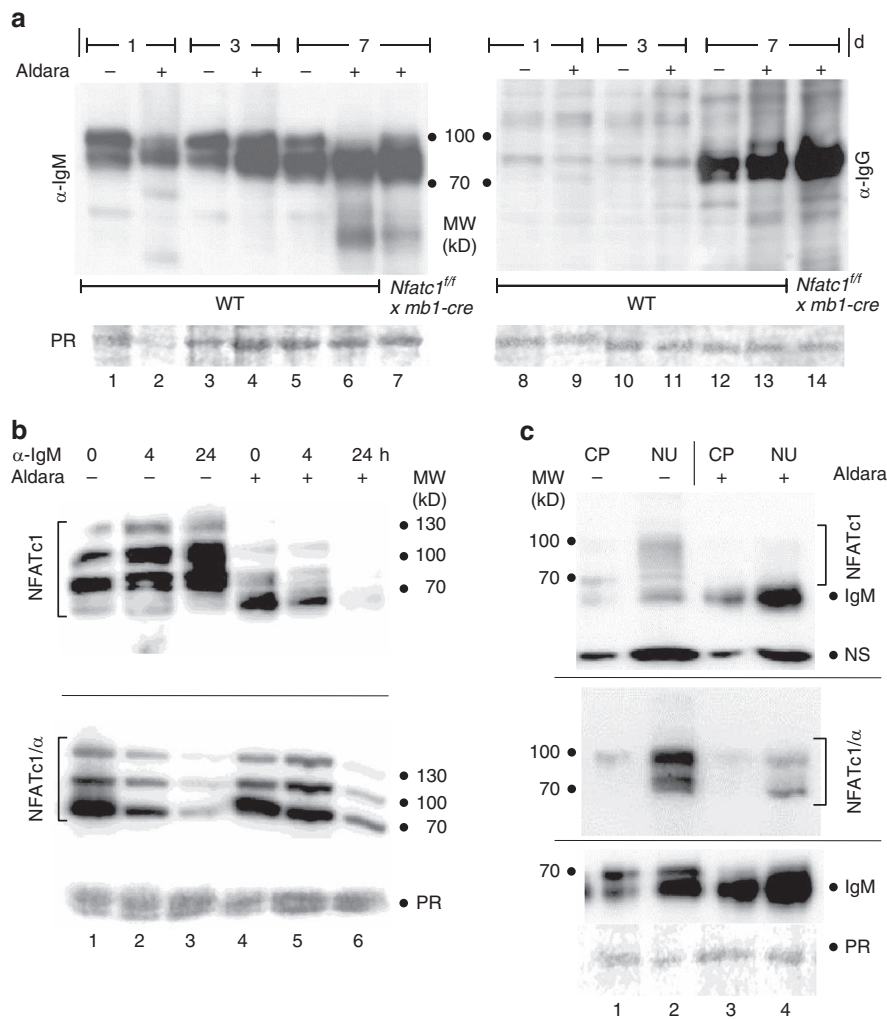 a
1 3 7 1 3 7 d
Aldara – + – + – + + – + – + – + +
α-IgM
100
70
MW
(kD)
α-IgG
WT
Nfatc1f/f
x mb1-cre
WT
Nfatc1f/f
x mb1-cre
PR
1 2 3 4 5 6 7 8 9 10 11 12 13 14
b
α-IgM 0 4 24 0 4 24 h
Aldara – – – + + +
MW
(kD)
NFATc1
130
100
70
NFATc1/α
130
100
70
PR
1 2 3 4 5 6
c
CP NU CP NU
MW
(kD)
– – + + Aldara
100
70
NFATc1
IgM
NS
100
70
NFATc1/α
70
IgM
PR
1 2 3 4